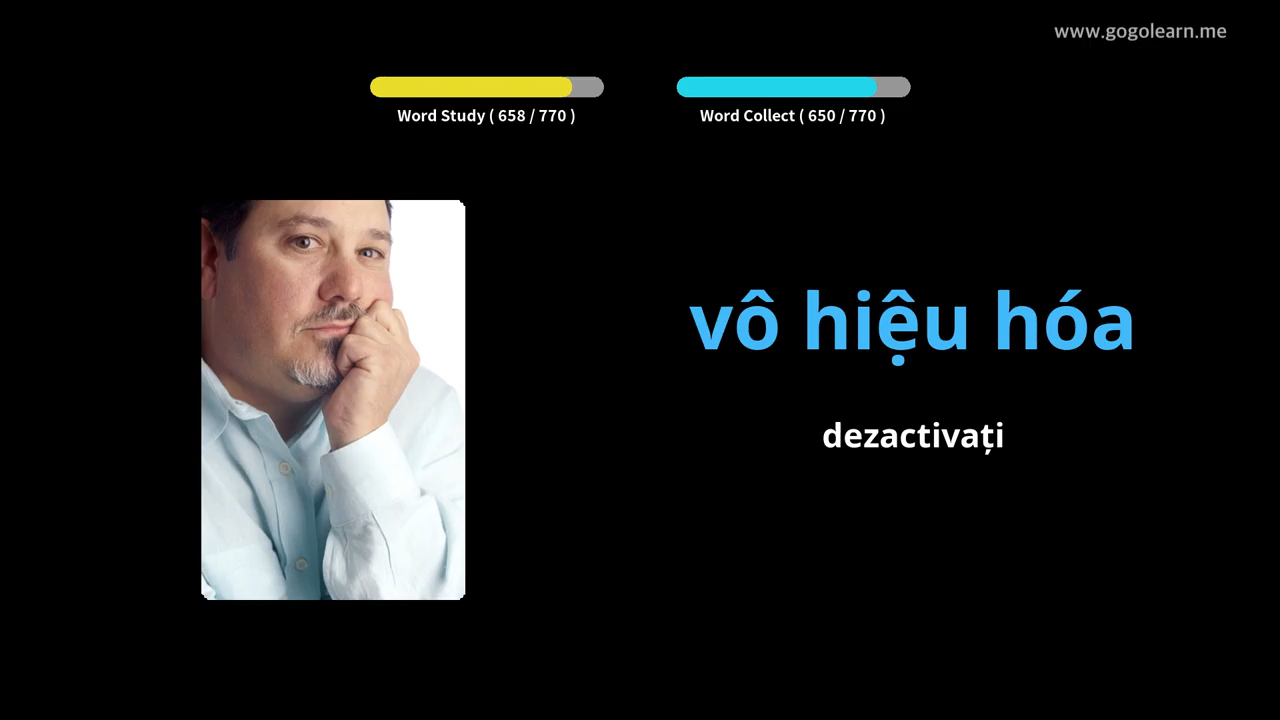 www.gogolearn.me
Word Study ( 658 / 770 )
Word Collect ( 650 / 770 )
vô hiệu hóa
dezactivați